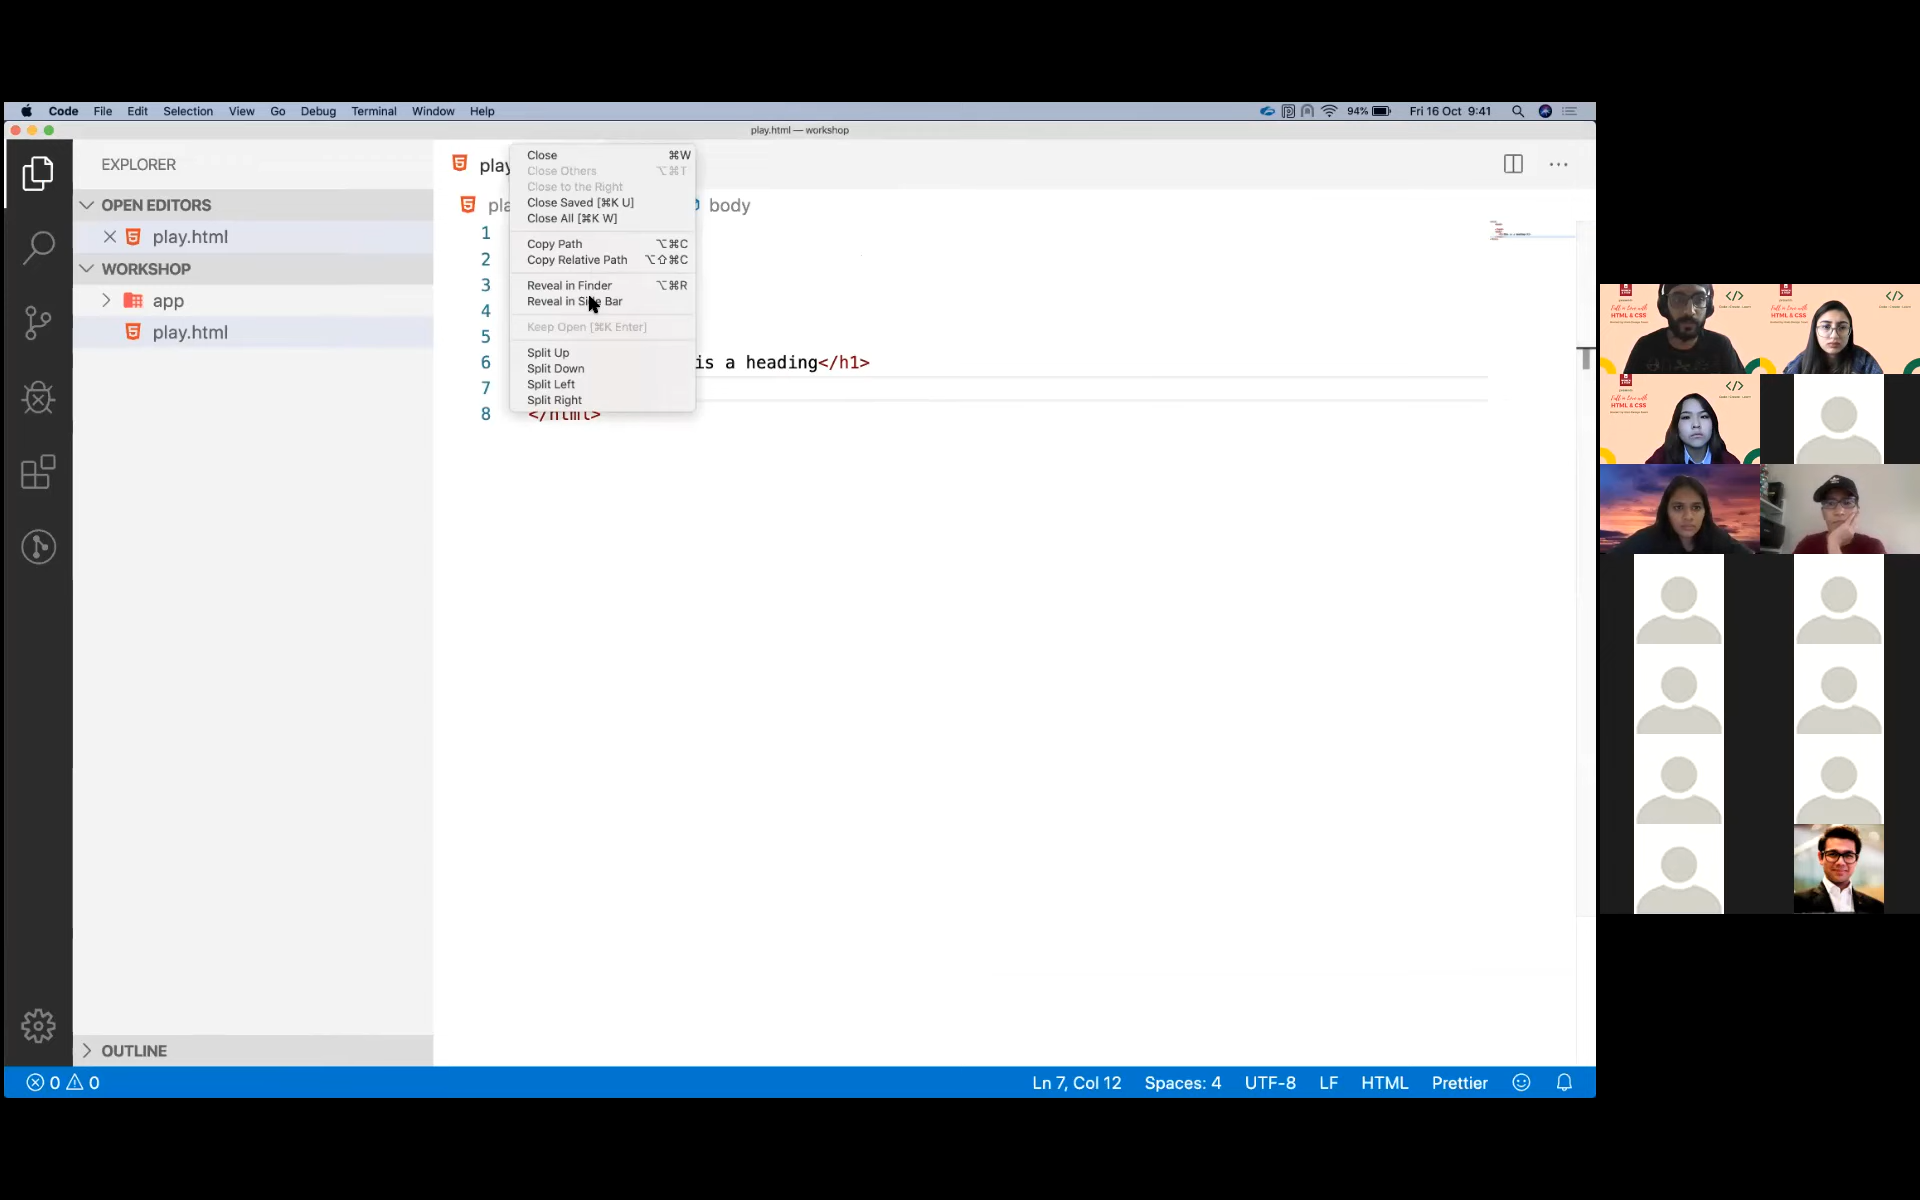 Code File Edit Selection View Go Debug Terminal Window Help 94% Fri 16 Oct 9:41
play.html — workshop
EXPLORER
OPEN EDITORS
play.html
WORKSHOP
app
play.html
OUTLINE
body
1
2
3
4
5
6 is a heading</h1>
7
8 </html>
Close ⌘W
Close Others ⌥⌘T
Close to the Right
Close Saved [⌘K U]
Close All [⌘K W]
Copy Path ⌥⌘C
Copy Relative Path ⌥⇧⌘C
Reveal in Finder ⌥⌘R
Reveal in Side Bar
Keep Open [⌘K Enter]
Split Up
Split Down
Split Left
Split Right
0 0 Ln 7, Col 12 Spaces: 4 UTF-8 LF HTML Prettier
</>
</>
HTML & CSS
</>
HTML & CSS